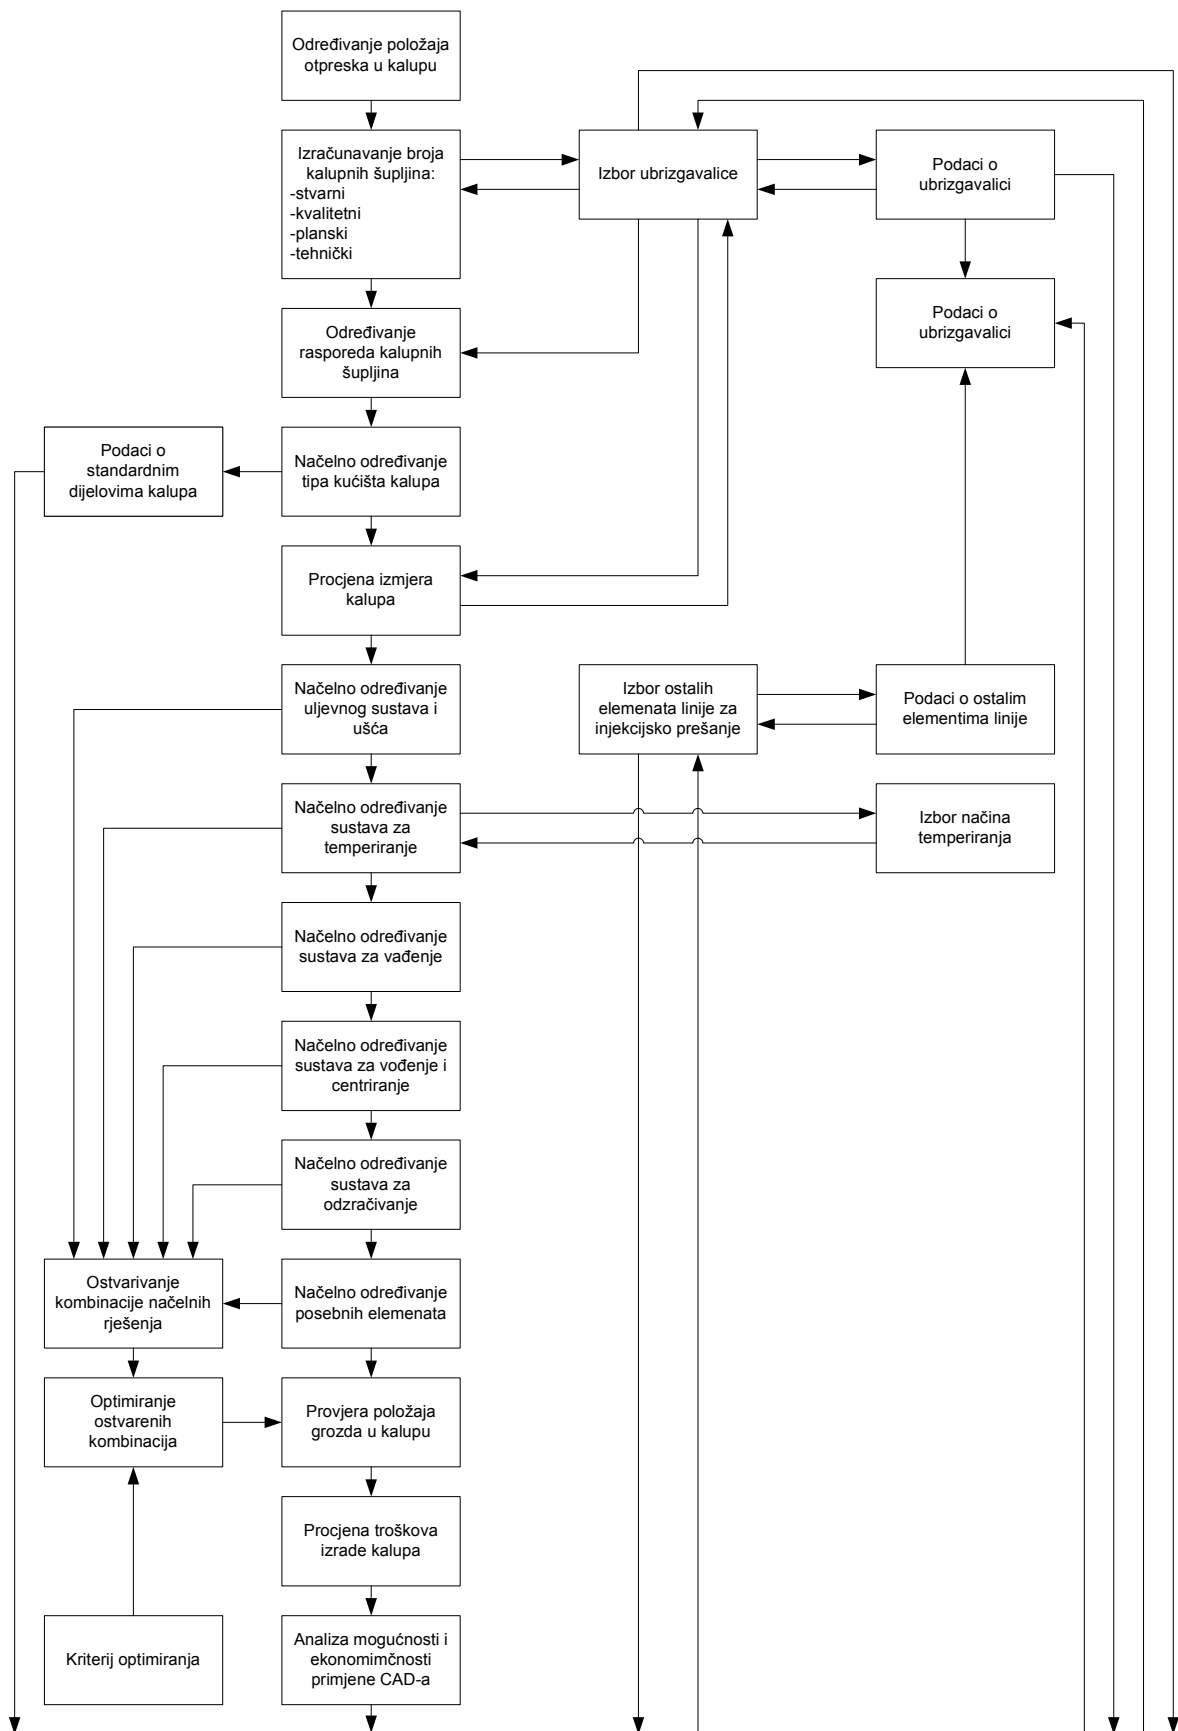 Određivanje položaja
otpreska u kalupu
Izračunavanje broja
kalupnih šupljina:
-stvarni
-kvalitetni
-planski
-tehnički
Izbor ubrizgavalice
Podaci o
ubrizgavalici
Podaci o
ubrizgavalici
Određivanje
rasporeda kalupnih
šupljina
Podaci o
standardnim
dijelovima kalupa
Načelno određivanje
tipa kućišta kalupa
Procjena izmjera
kalupa
Načelno određivanje
uljevnog sustava i
ušća
Izbor ostalih
elemenata linije za
injekcijsko prešanje
Podaci o ostalim
elementima linije
Načelno određivanje
sustava za
temperiranje
Izbor načina
temperiranja
Načelno određivanje
sustava za vađenje
Načelno određivanje
sustava za vođenje i
centriranje
Načelno određivanje
sustava za
odzračivanje
Ostvarivanje
kombinacije načelnih
rješenja
Načelno određivanje
posebnih elemenata
Optimiranje
ostvarenih
kombinacija
Provjera položaja
grozda u kalupu
Procjena troškova
izrade kalupa
Kriterij optimiranja
Analiza mogućnosti i
ekonomimčnosti
primjene CAD-a